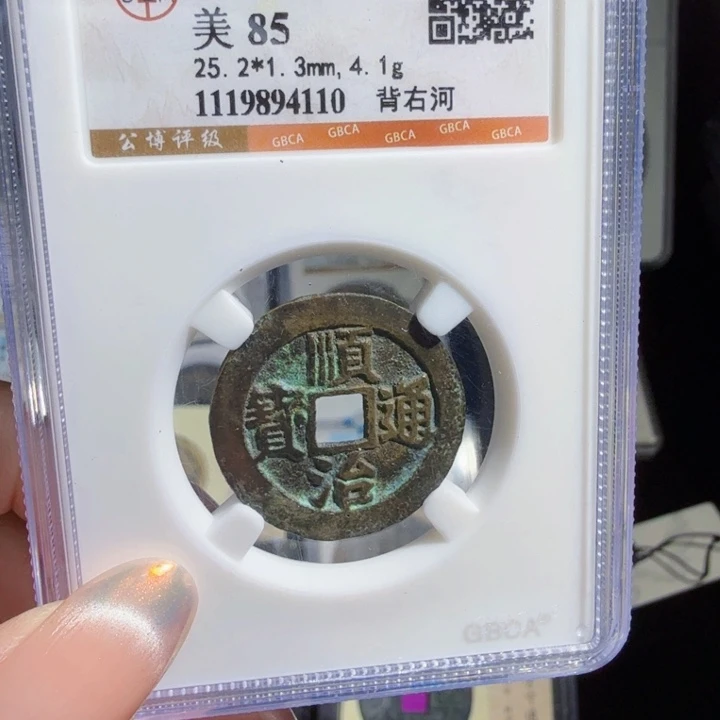 美 85
25.2*1.3mm,4.1g
1119894110 背右河
公博评级 GBCA GBCA GBCA GBCA GBCA
順
寶 通
治
GBCA